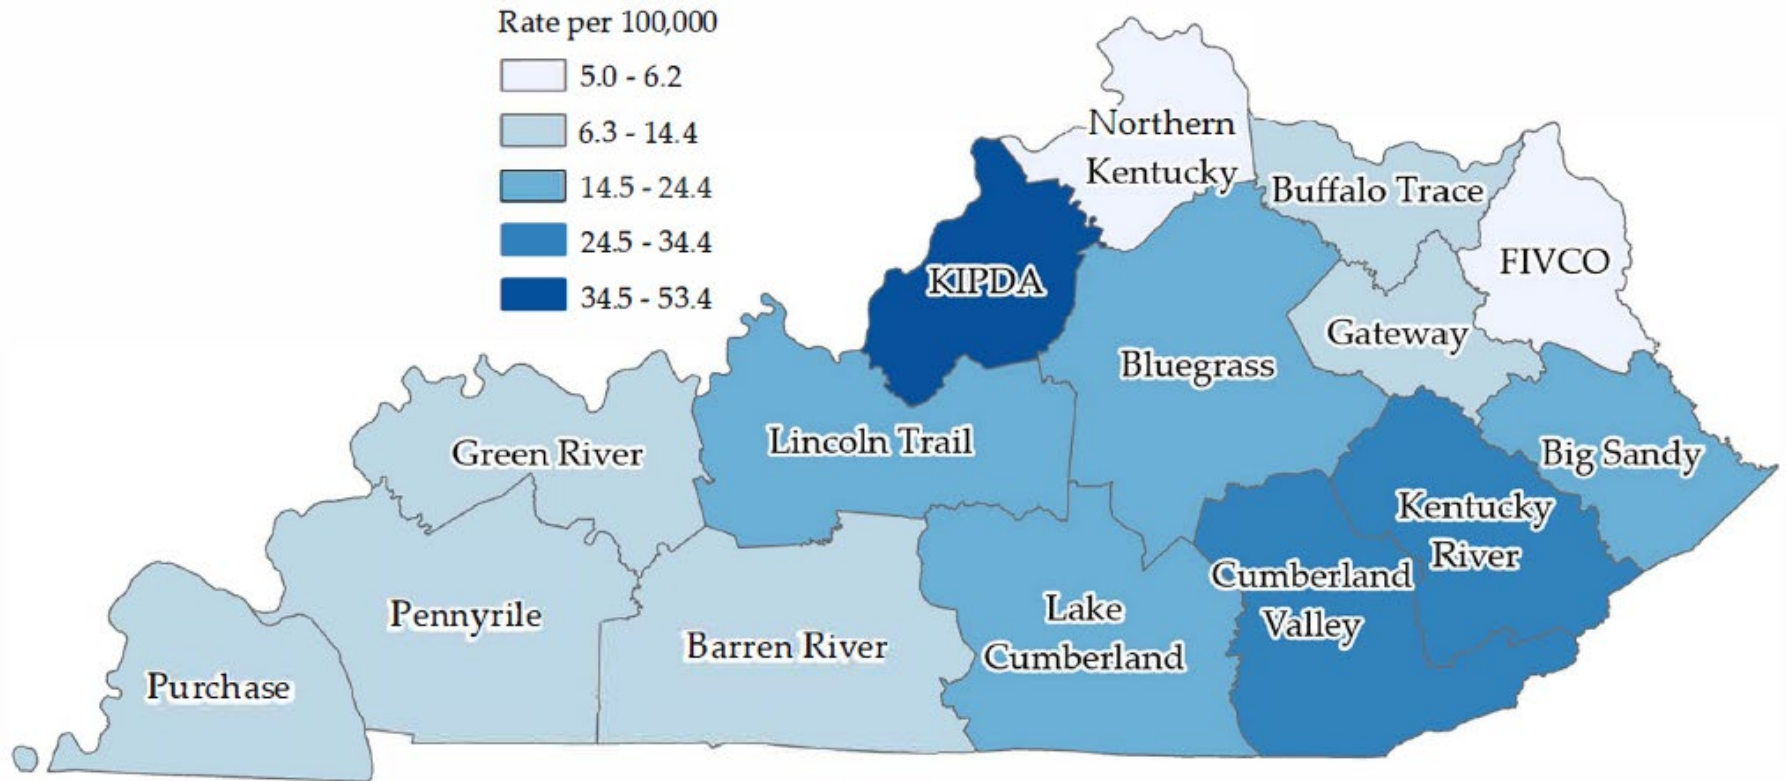 Rate per 100,000
5.0 - 6.2
6.3 - 14.4
14.5 - 24.4
24.5 - 34.4
34.5 - 53.4
Northern
Kentucky
Buffalo Trace
FIVCO
KIPDA
Gateway
Bluegrass
Green River
Lincoln Trail
Big Sandy
Kentucky
River
Cumberland
Valley
Pennyrile
Lake
Cumberland
Barren River
Purchase